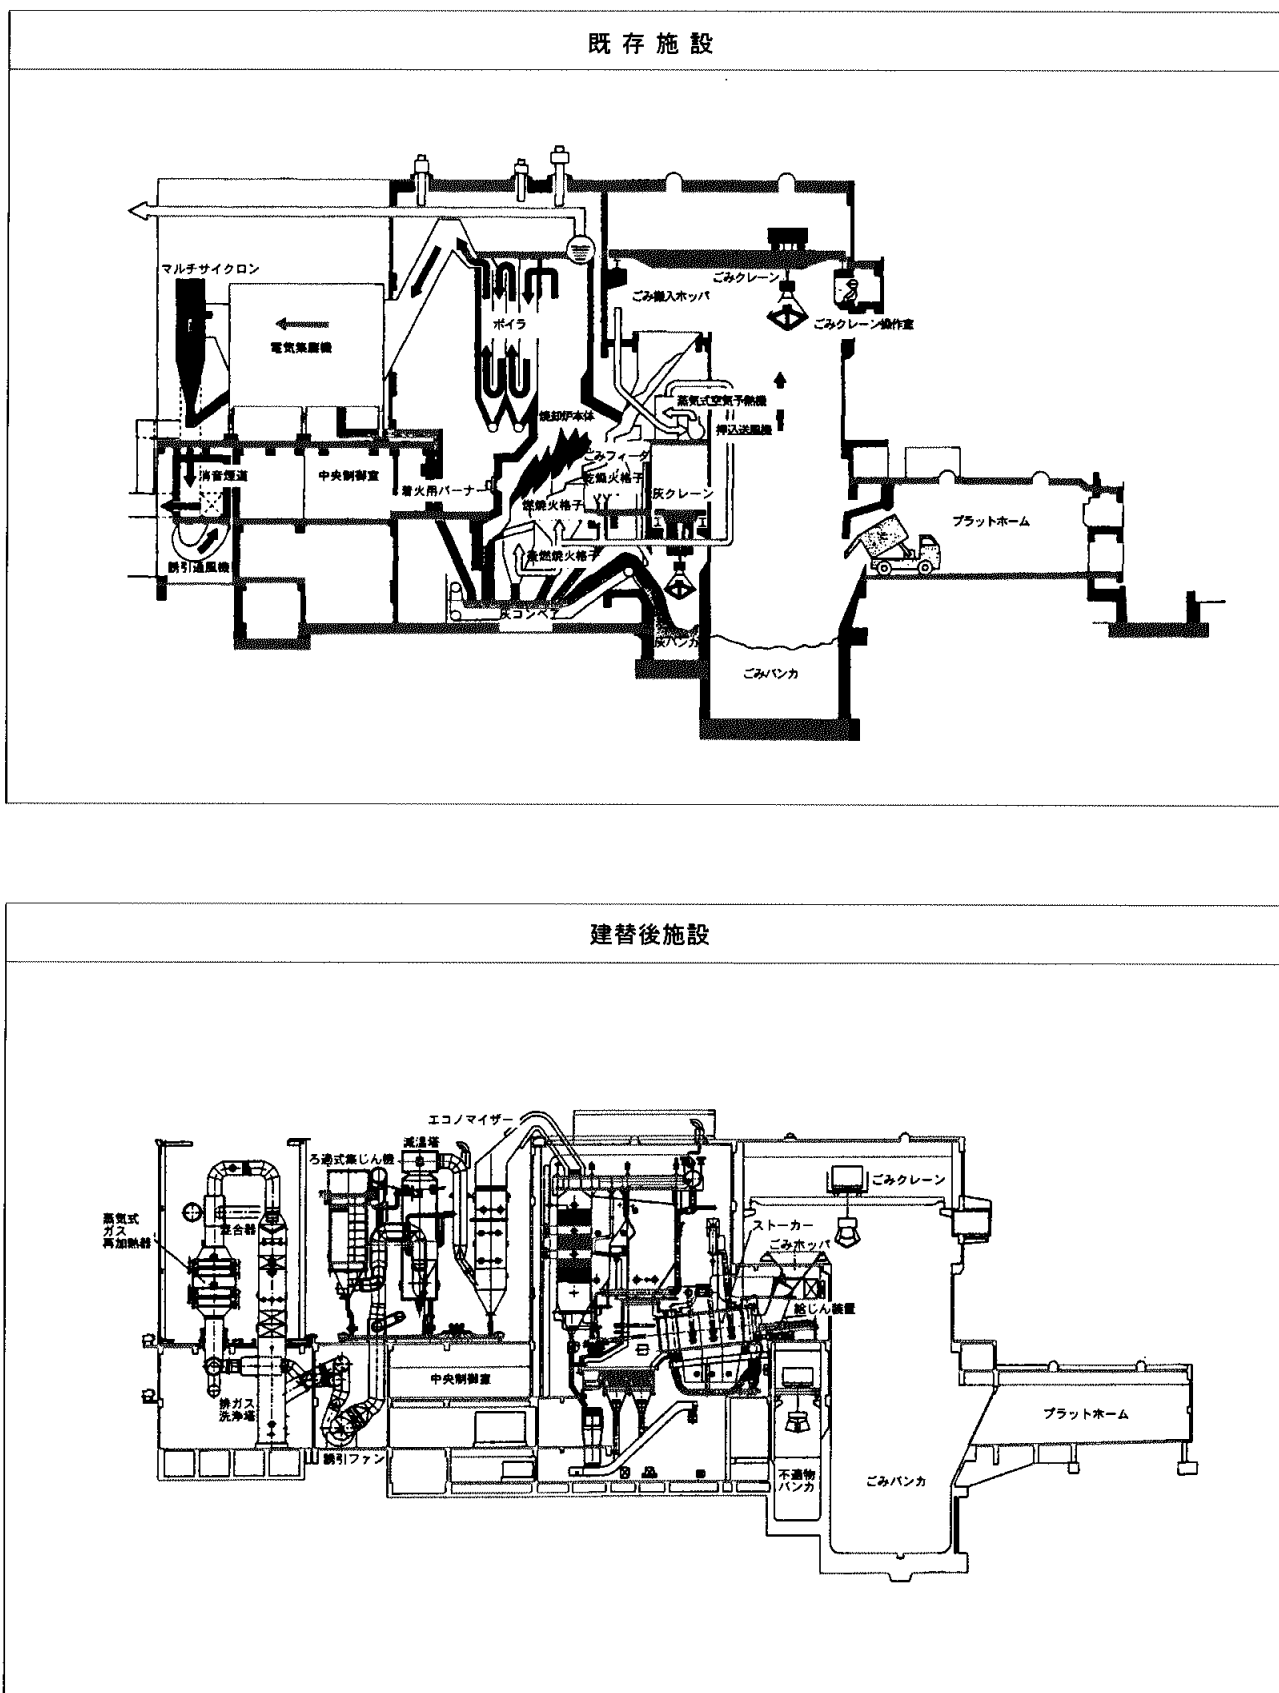 既存施設
マルチサイクロン
ごみクレーン
ごみ搬入ホッパ
ボイラ
ごみクレーン操作室
電気集塵機
蒸気式空気予熱機
焼却炉本体
押込送風機
ごみフィーダ
消音煙道
中央制御室
乾燥火格子
着火用バーナー
灰クレーン
燃焼火格子
プラットホーム
後燃焼火格子
誘引通風機
灰コンベア
灰バンカ
ごみバンカ
建替後施設
エコノマイザー
減温塔
ろ過式集じん機
ごみクレーン
蒸気式
ガス
再加熱器
混合器
ストーカー
ごみホッパ
給じん装置
中央制御室
排ガス
洗浄塔
プラットホーム
誘引ファン
不適物
バンカ
ごみバンカ